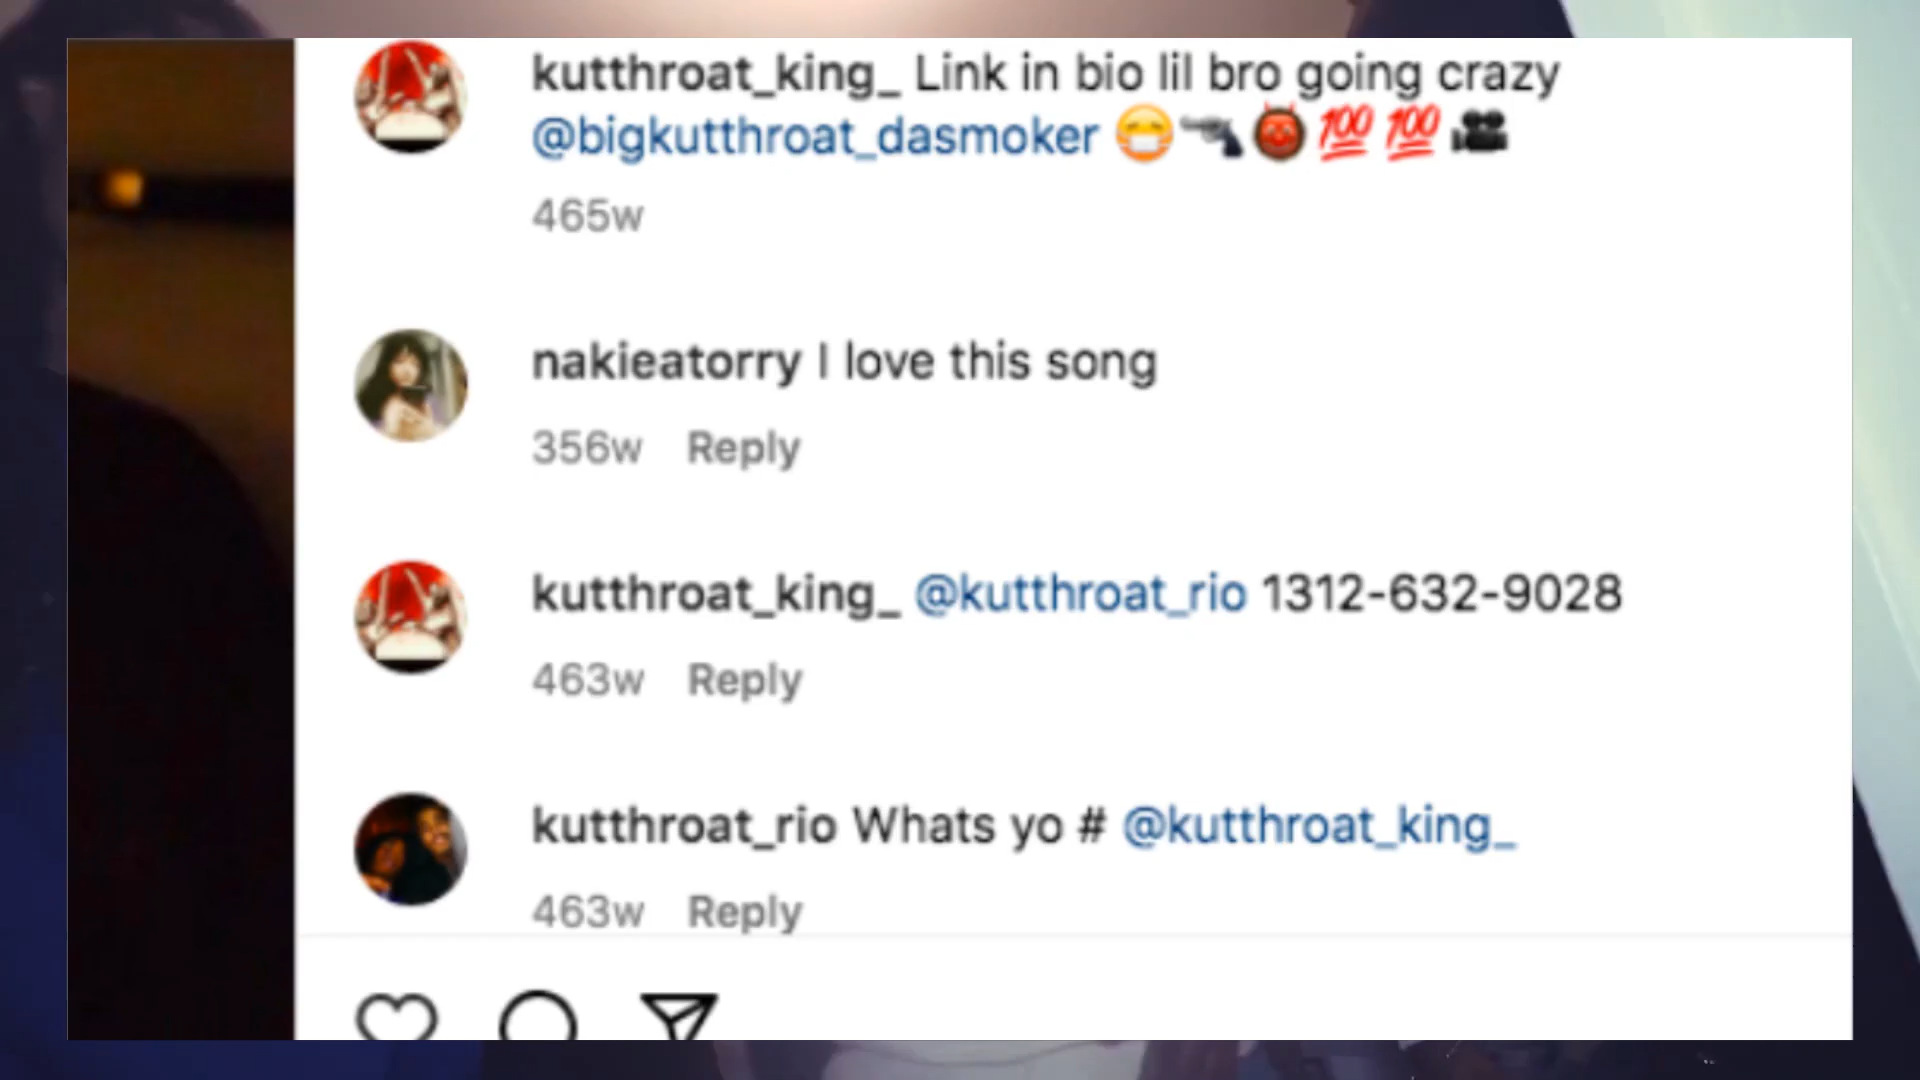 kutthroat_king_ Link in bio lil bro going crazy
@bigkutthroat_dasmoker 😷🔫👹💯💯🎥
465w
nakieatorry I love this song
356w Reply
kutthroat_king_ @kutthroat_rio 1312-632-9028
463w Reply
kutthroat_rio Whats yo # @kutthroat_king_
463w Reply